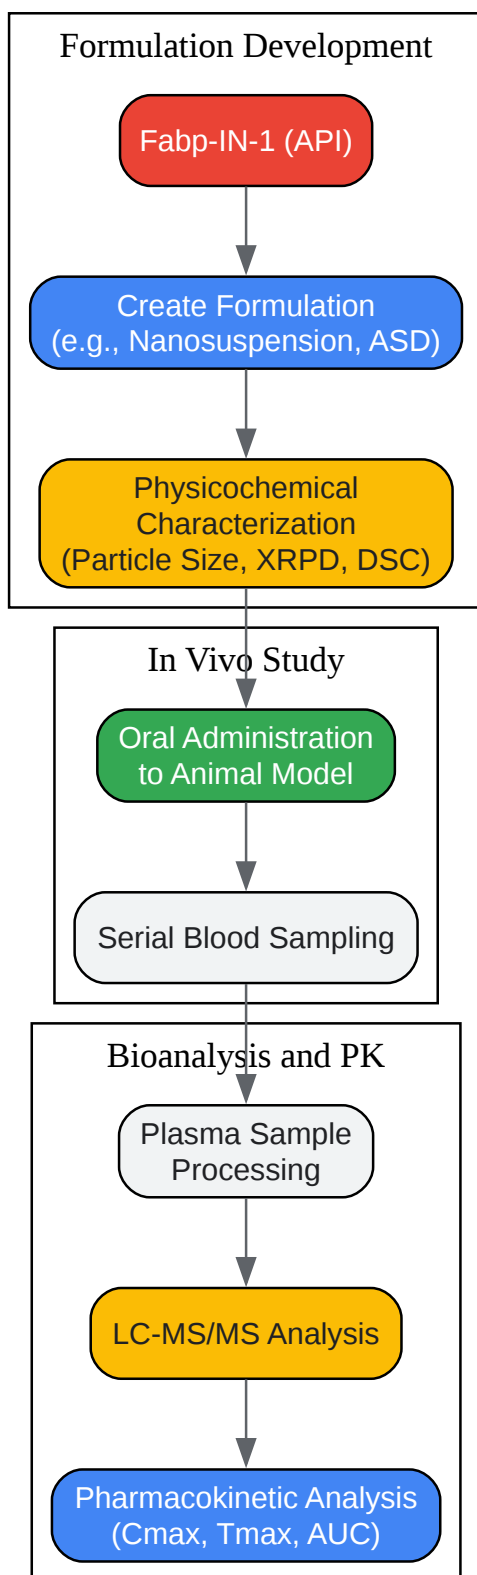 Formulation Development
Fabp-IN-1 (API)
Create Formulation
(e.g., Nanosuspension, ASD)
Physicochemical
Characterization
(Particle Size, XRPD, DSC)
In Vivo Study
Oral Administration
to Animal Model
Serial Blood Sampling
Bioanalysis and PK
Plasma Sample
Processing
LC-MS/MS Analysis
Pharmacokinetic Analysis
(Cmax, Tmax, AUC)